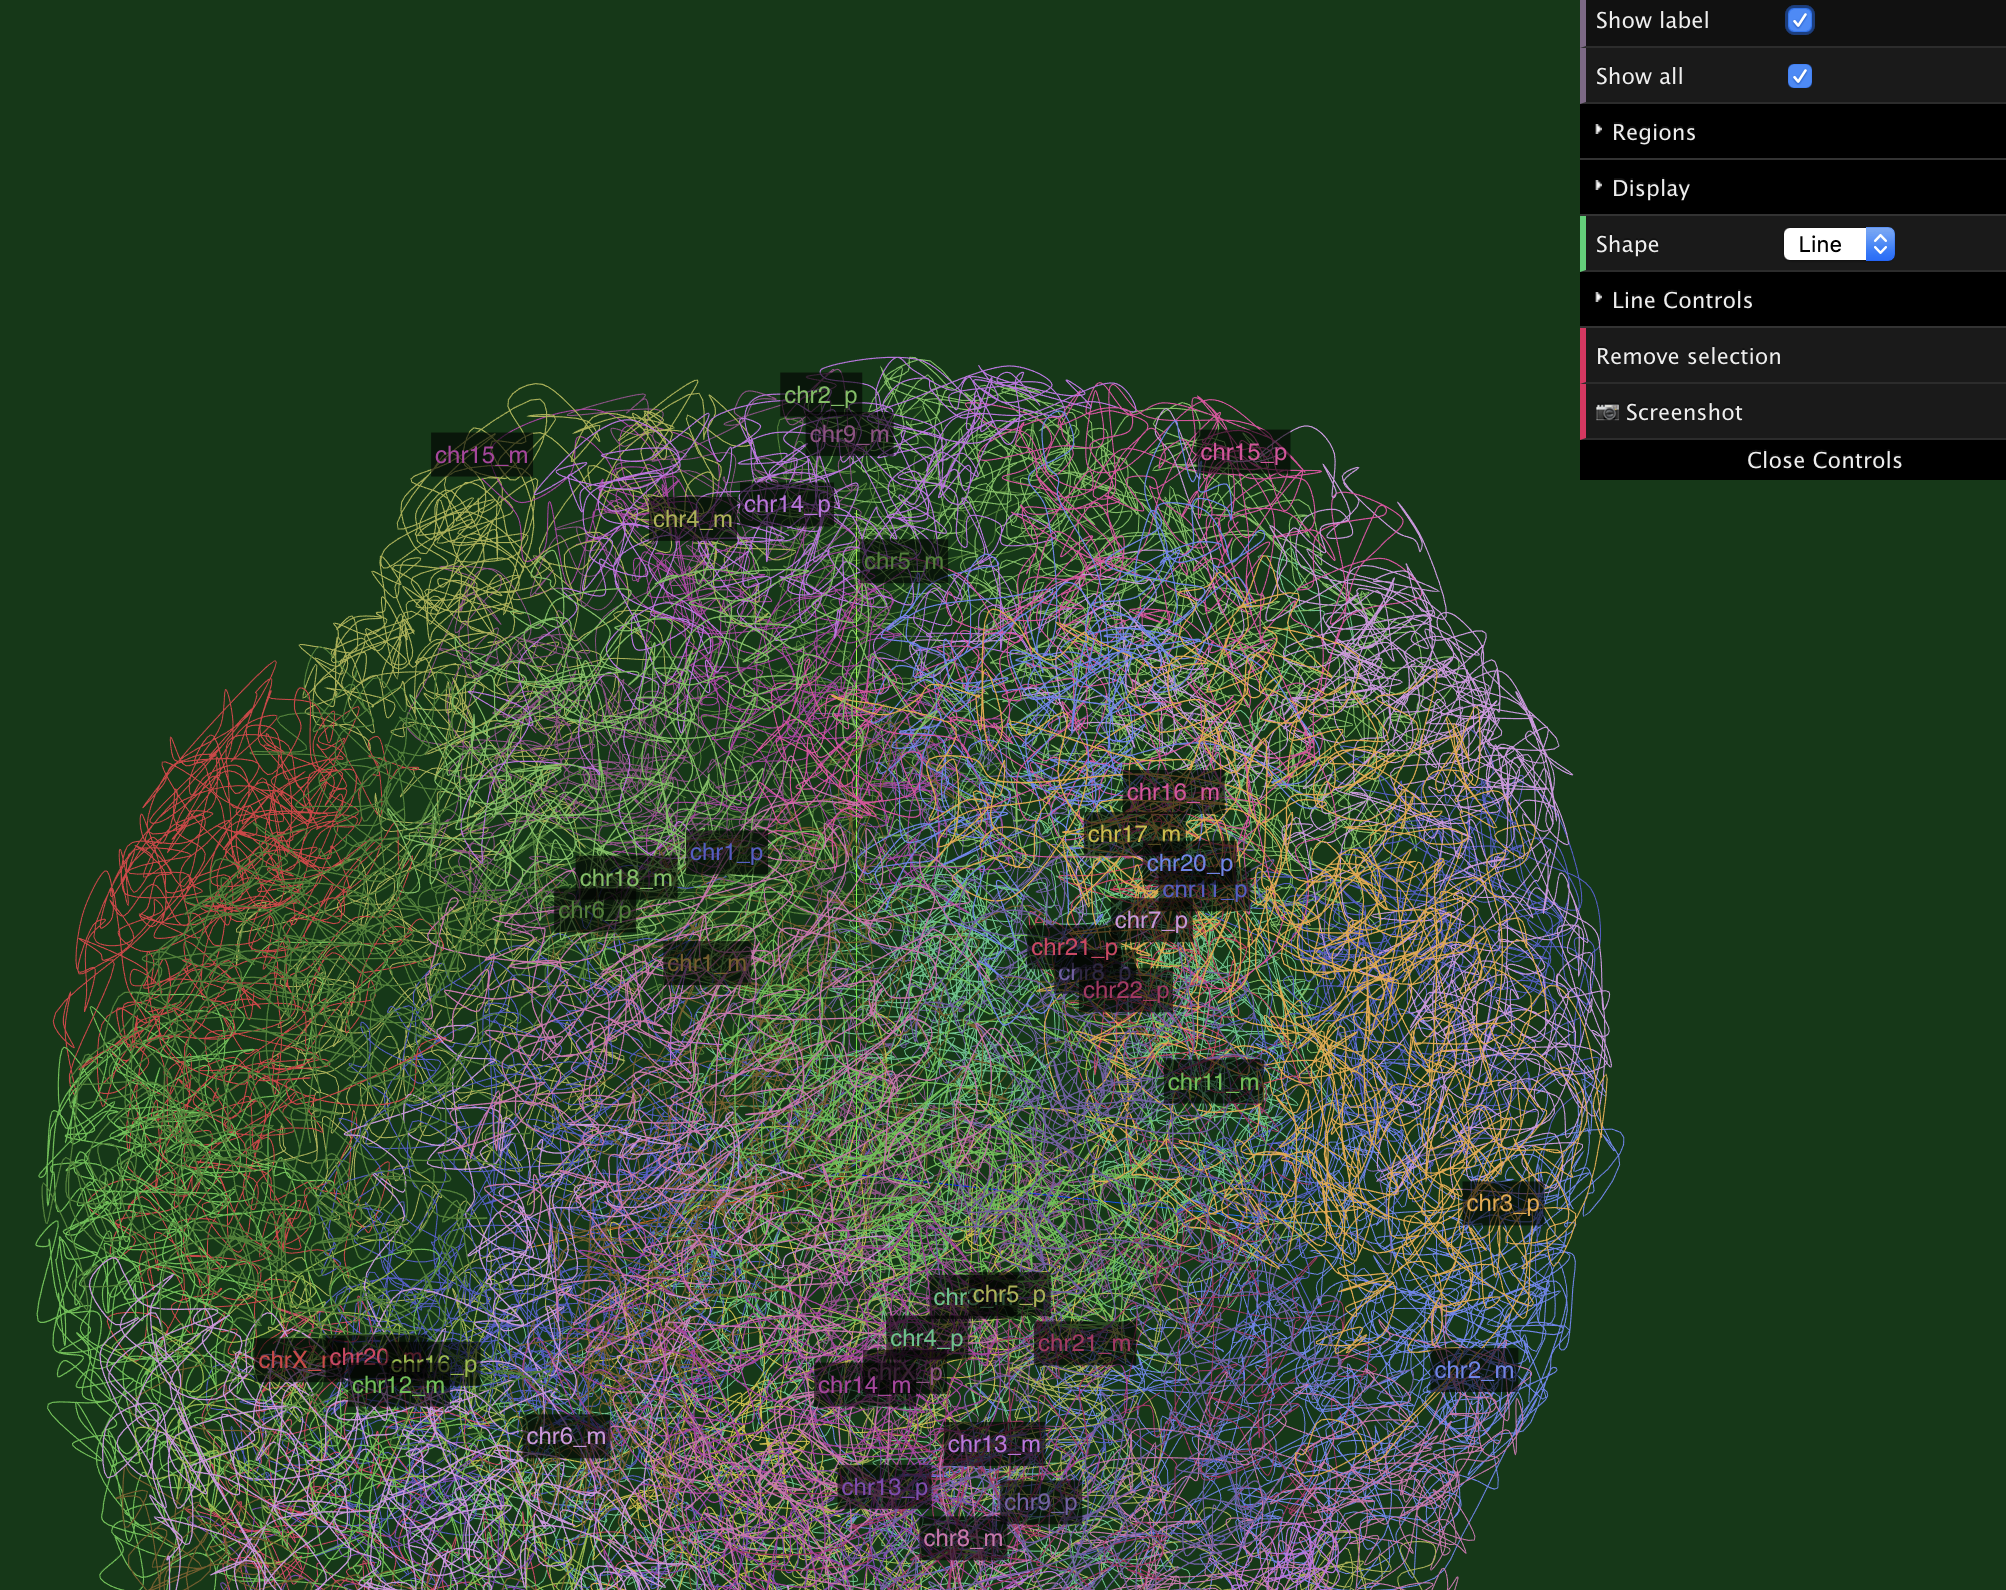 Show label
Show all
Regions
Display
Shape
Line
Line Controls
Remove selection
Screenshot
Close Controls
chr2_p
chr9_m
chr15_m
chr15_p
chr14_p
chr4_m
chr5_m
chr16_m
chr17_m
chr1_p
chr20_p
chr18_m
chr11_p
chr6_p
chr7_p
chr21_p
chr1_m
chr8_p
chr22_p
chr11_m
chr3_p
chr5_p
chr4_p
chr21_m
chr20
chr16_p
chr2_m
chr12_m
chr14_m
chr6_m
chr13_m
chr13_p
chr9_p
chr8_m